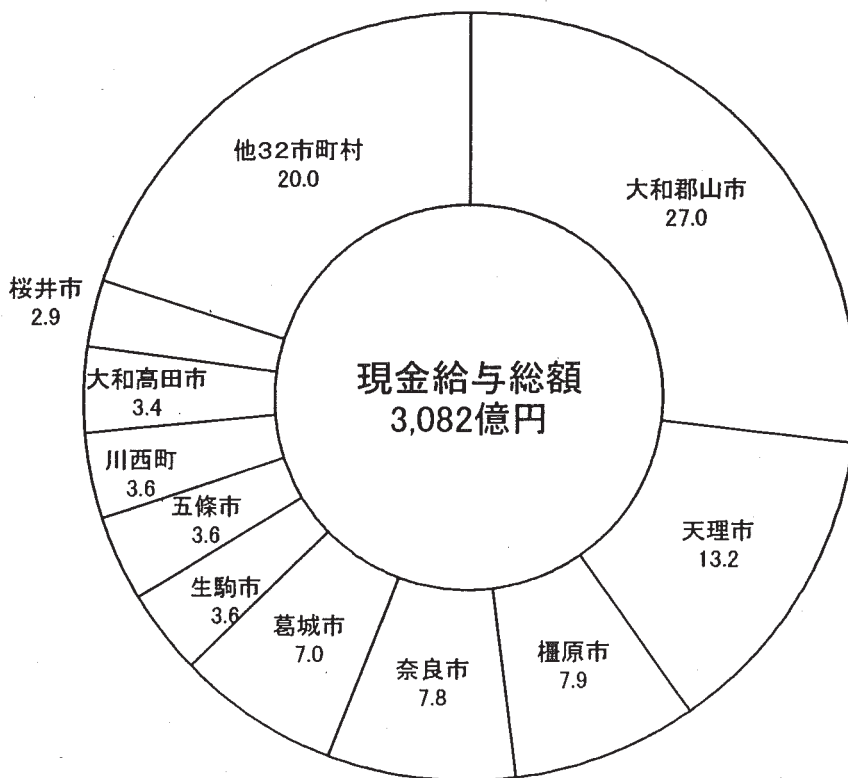 他32市町村
20.0
大和郡山市
27.0
桜井市
2.9
大和高田市
3.4
川西町
3.6
五條市
3.6
生駒市
3.6
葛城市
7.0
奈良市
7.8
橿原市
7.9
天理市
13.2
現金給与総額
3,082億円